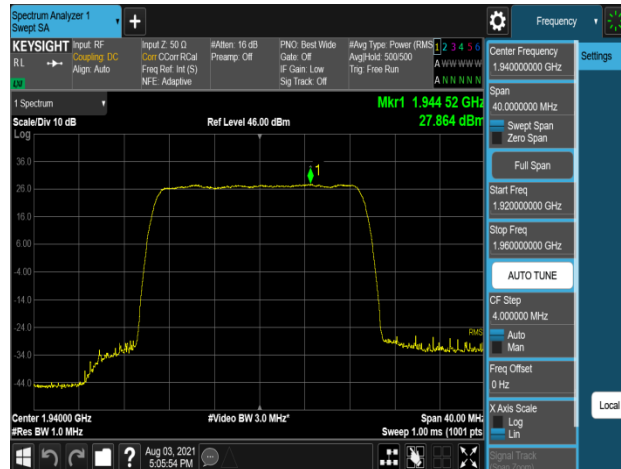 Spectrum Analyzer 1
Swept SA
+
Frequency
KEYSIGHT
RL
Input: RF
Coupling: DC
Align: Auto
Input Z: 50 Ω
Corr CCorr RCal
Freq Ref: Int (S)
NFE: Adaptive
#Atten: 16 dB
Preamp: Off
PNO: Best Wide
Gate: Off
IF Gain: Low
Sig Track: Off
#Avg Type: Power (RMS
Avg|Hold: 500/500
Trig: Free Run
1 2 3 4 5 6
A W W W W W
A N N N N N
LXI
1 Spectrum
Scale/Div 10 dB
Log
Ref Level 46.00 dBm
Mkr1 1.944 52 GHz
27.864 dBm
36.0
26.0
16.0
6.00
-4.00
-14.0
-24.0
-34.0
-44.0
1
RMS
Center 1.94000 GHz
#Res BW 1.0 MHz
#Video BW 3.0 MHz*
Span 40.00 MHz
Sweep 1.00 ms (1001 pts
?
Aug 03, 2021
5:05:54 PM
Center Frequency
1.940000000 GHz
Settings
Span
40.0000000 MHz
Swept Span
Zero Span
Full Span
Start Freq
1.920000000 GHz
Stop Freq
1.960000000 GHz
AUTO TUNE
CF Step
4.000000 MHz
Auto
Man
Freq Offset
0 Hz
X Axis Scale
Log
Lin
Local
Signal Track
(Span Zoom)